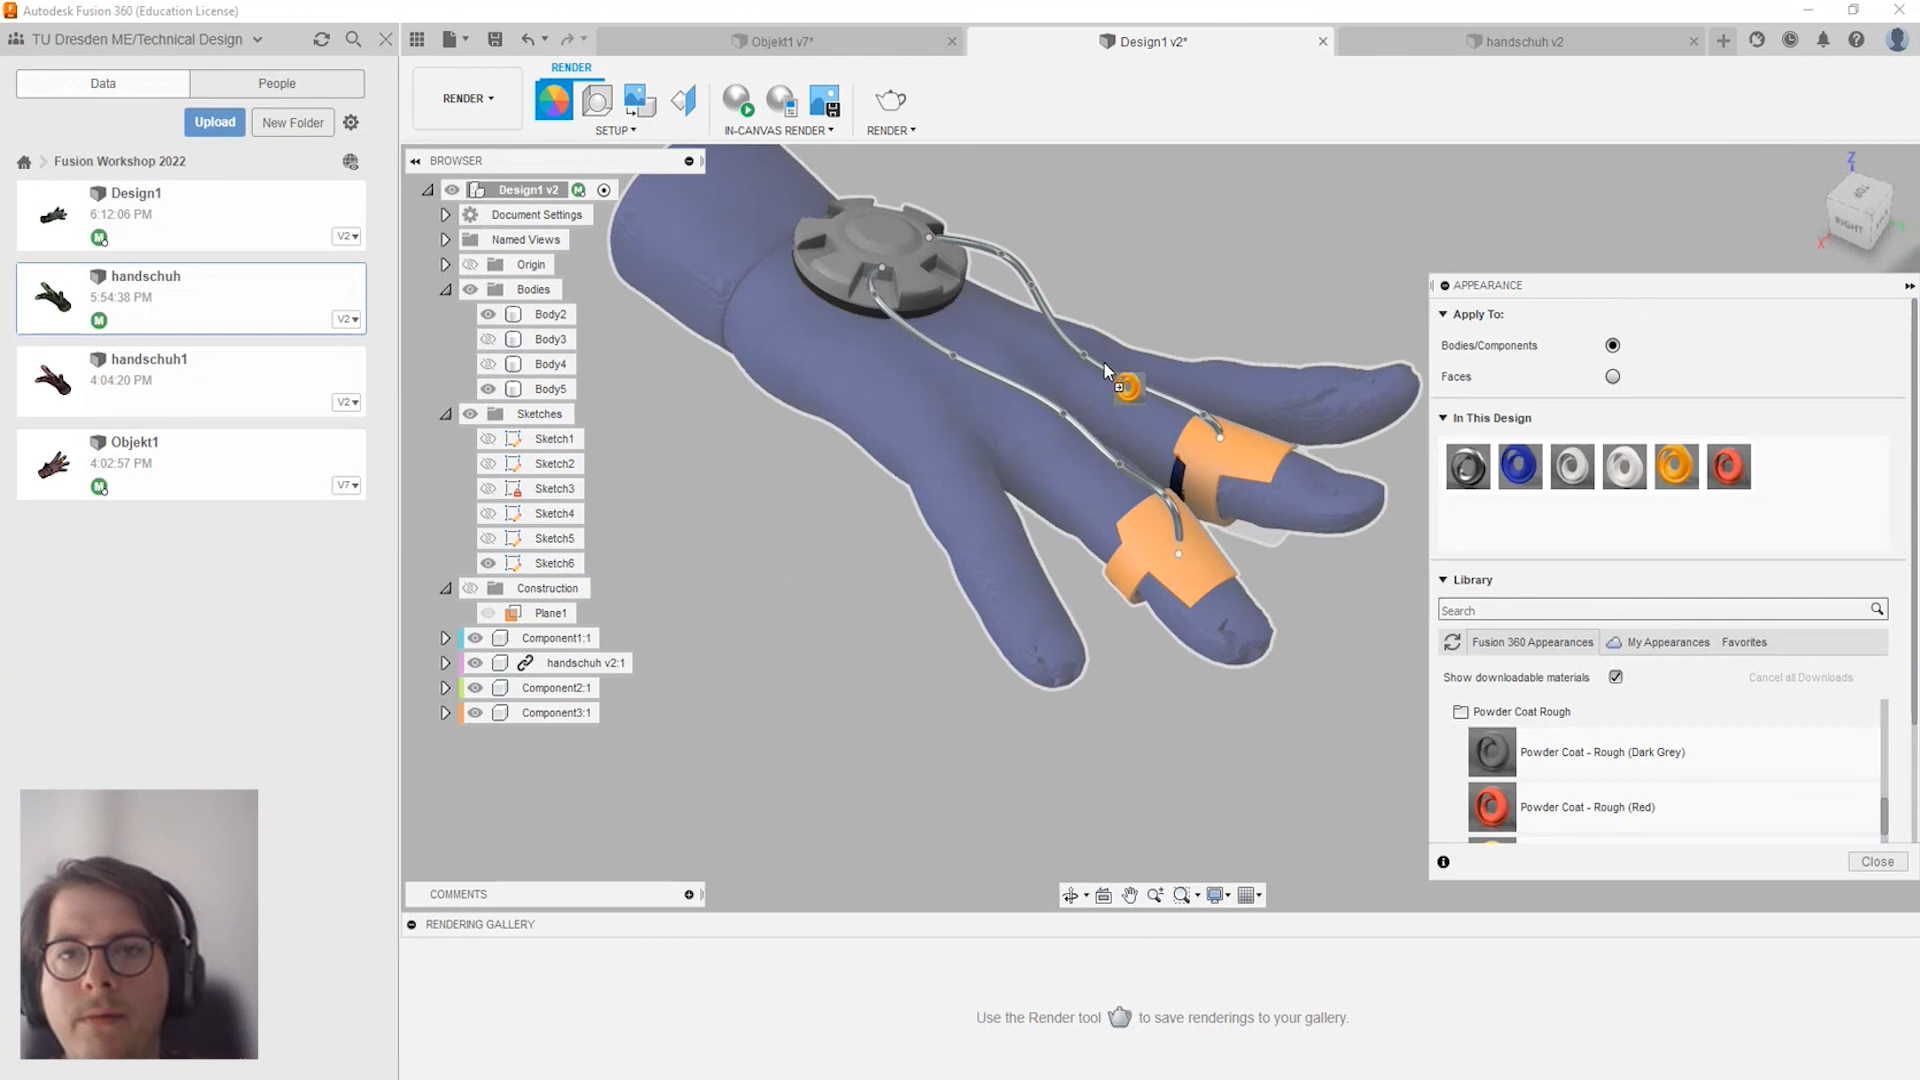 Autodesk Fusion 360 (Education License)
TU Dresden ME/Technical Design
Objekt1 v7*
Design1 v2*
handschuh v2
Data
People
Upload
New Folder
Fusion Workshop 2022
Design1
6:12:06 PM
V2
handschuh
5:54:38 PM
V2
handschuh1
4:04:20 PM
V2
Objekt1
4:02:57 PM
V7
RENDER
RENDER
SETUP
IN-CANVAS RENDER
RENDER
BROWSER
Design1 v2
Document Settings
Named Views
Origin
Bodies
Body2
Body3
Body4
Body5
Sketches
Sketch1
Sketch2
Sketch3
Sketch4
Sketch5
Sketch6
Construction
Plane1
Component1:1
handschuh v2:1
Component2:1
Component3:1
Z
TOP
RIGHT
X
APPEARANCE
Apply To:
Bodies/Components
Faces
In This Design
Library
Search
Fusion 360 Appearances
My Appearances
Favorites
Show downloadable materials
Cancel all Downloads
Powder Coat Rough
Powder Coat - Rough (Dark Grey)
Powder Coat - Rough (Red)
Close
COMMENTS
RENDERING GALLERY
Use the Render tool to save renderings to your gallery.